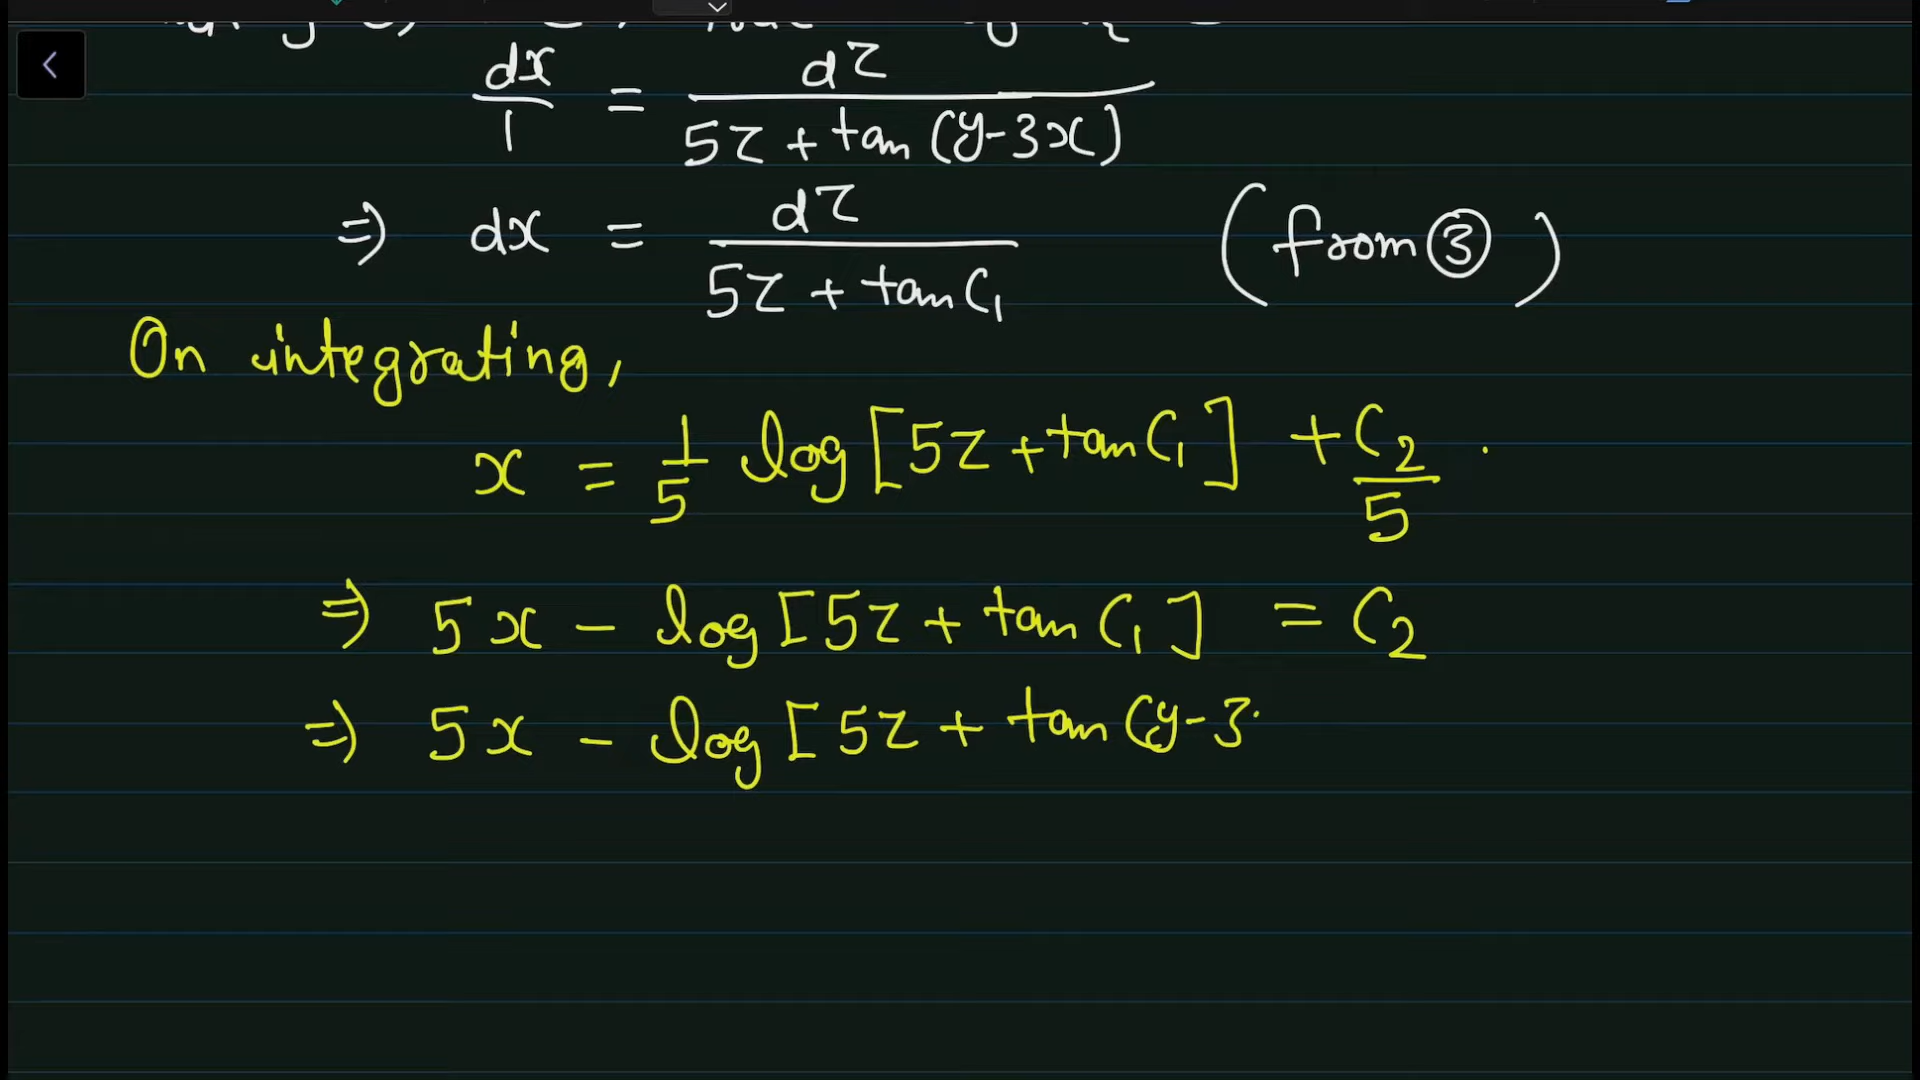 dx/1 = dz/(5z + tan (y-3x))
⇒ dx = dz/(5z + tan C₁) (from ③)
On integrating,
x = 1/5 log [5z + tan C₁] + C₂/5 .
⇒ 5x - log [5z + tan C₁] = C₂
⇒ 5x - log [5z + tan (y-3